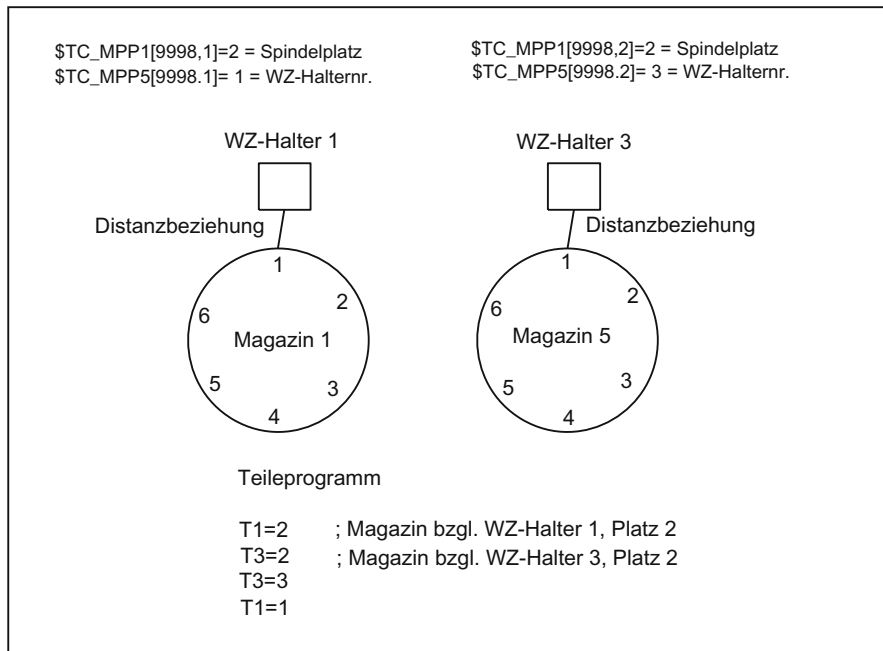 $TC_MPP1[9998,1]=2 = Spindelplatz
$TC_MPP5[9998.1]= 1 = WZ-Halternr.
$TC_MPP1[9998,2]=2 = Spindelplatz
$TC_MPP5[9998.2]= 3 = WZ-Halternr.
WZ-Halter 1
WZ-Halter 3
Distanzbeziehung
Distanzbeziehung
1
2
3
4
5
6
Magazin 1
1
2
3
4
5
6
Magazin 5
Teileprogramm
T1=2 ; Magazin bzgl. WZ-Halter 1, Platz 2
T3=2 ; Magazin bzgl. WZ-Halter 3, Platz 2
T3=3
T1=1